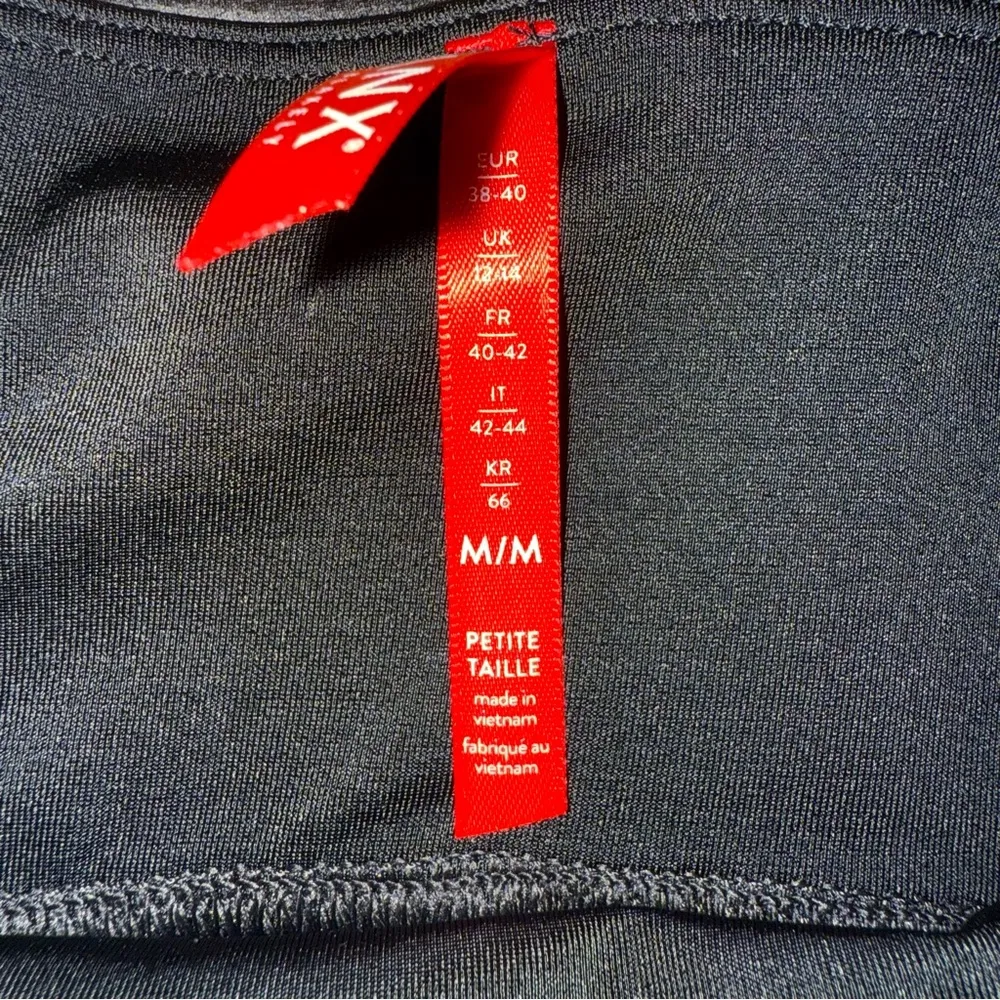 NX®
EUR
38-40
UK
12-14
FR
40-42
IT
42-44
KR
66
M/M
PETITE
TAILLE
made in
vietnam
fabriqué au
vietnam